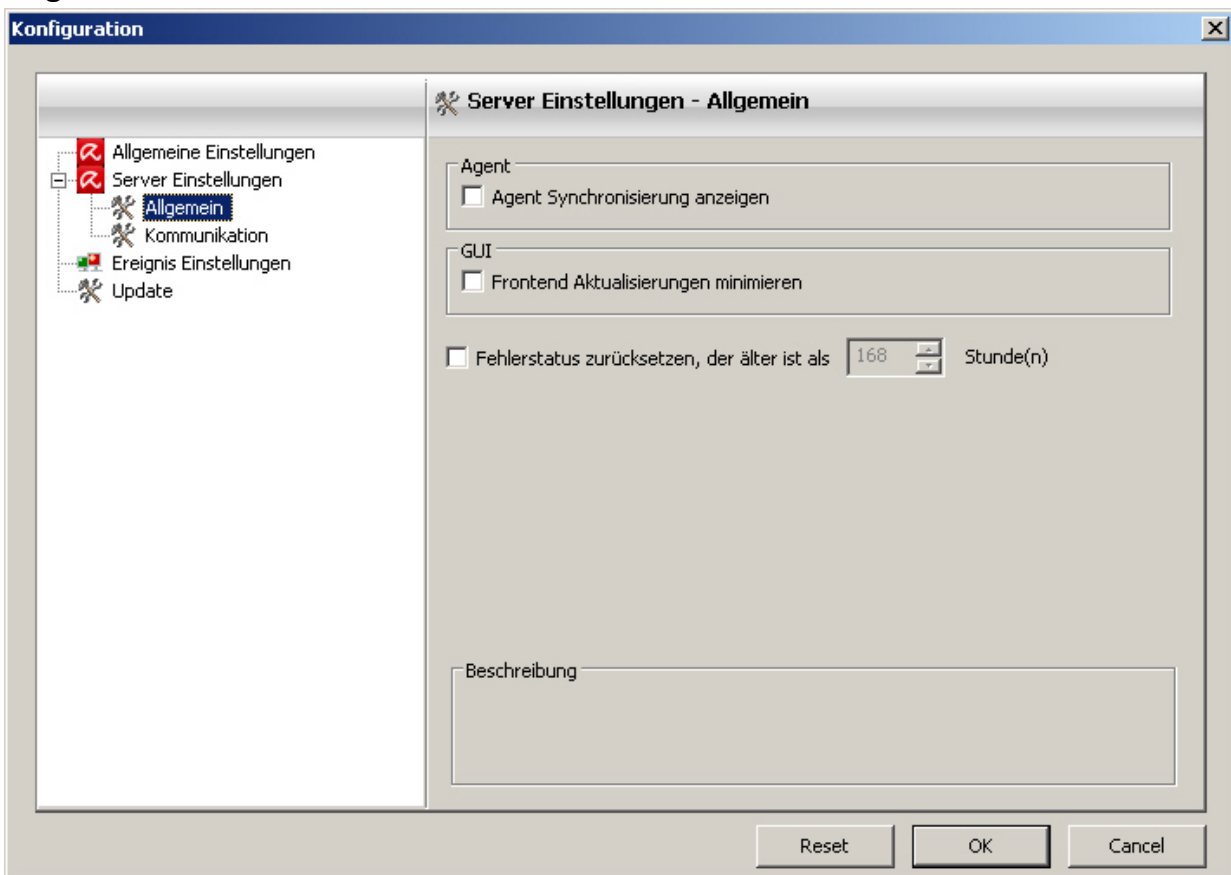 Konfiguration
Server Einstellungen - Allgemein
Allgemeine Einstellungen
Server Einstellungen
Allgemein
Kommunikation
Ereignis Einstellungen
Update
Agent
Agent Synchronisierung anzeigen
GUI
Frontend Aktualisierungen minimieren
Fehlerstatus zurücksetzen, der älter ist als 168 Stunde(n)
Beschreibung
Reset OK Cancel